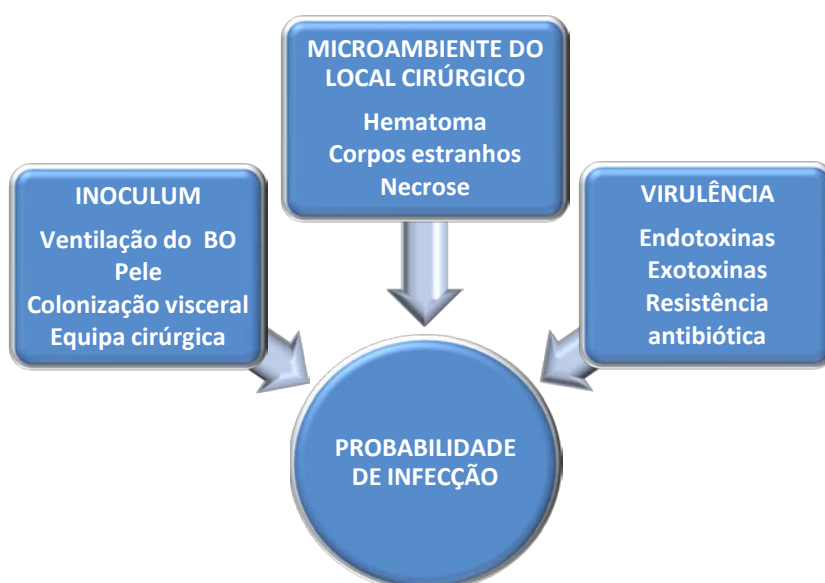 MICROAMBIENTE DO
LOCAL CIRÚRGICO
Hematoma
Corpos estranhos
Necrose
INOCULUM
Ventilação do BO
Pele
Colonização visceral
Equipa cirúrgica
VIRULÊNCIA
Endotoxinas
Exotoxinas
Resistência
antibiótica
PROBABILIDADE
DE INFECÇÃO